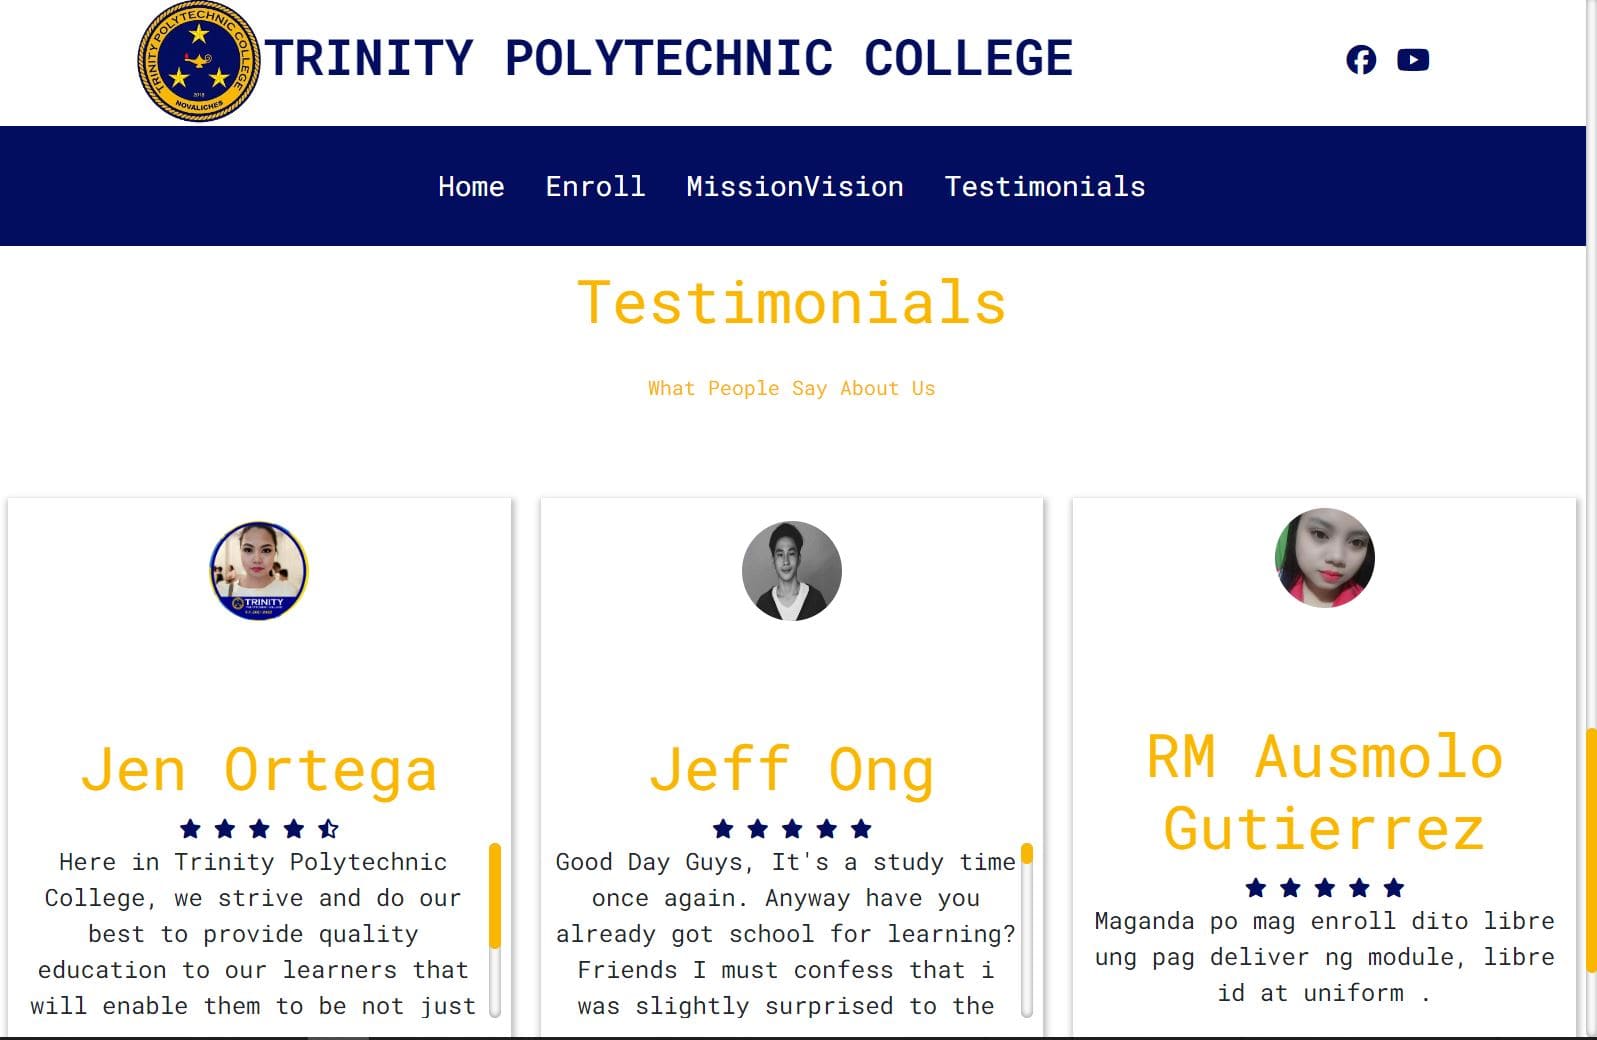 TRINITY POLYTECHNIC COLLEGE
2018
NOVALICHES
TRINITY POLYTECHNIC COLLEGE
Home Enroll MissionVision Testimonials
Testimonials
What People Say About Us
TRINITY
Jen Ortega
Here in Trinity Polytechnic
College, we strive and do our
best to provide quality
education to our learners that
will enable them to be not just
Jeff Ong
Good Day Guys, It's a study time
once again. Anyway have you
already got school for learning?
Friends I must confess that i
was slightly surprised to the
RM Ausmolo
Gutierrez
Maganda po mag enroll dito libre
ung pag deliver ng module, libre
id at uniform .